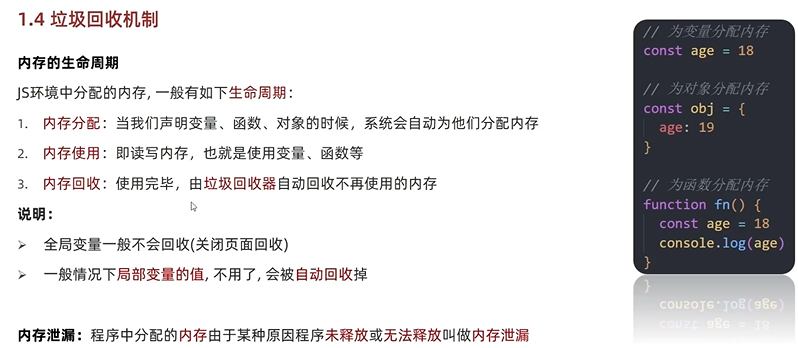 1.4 垃圾回收机制
内存的生命周期
JS环境中分配的内存, 一般有如下生命周期：
1. 内存分配：当我们声明变量、函数、对象的时候，系统会自动为他们分配内存
2. 内存使用：即读写内存，也就是使用变量、函数等
3. 内存回收：使用完毕，由垃圾回收器自动回收不再使用的内存
说明：
➢ 全局变量一般不会回收(关闭页面回收)
➢ 一般情况下局部变量的值, 不用了, 会被自动回收掉
内存泄漏：程序中分配的内存由于某种原因程序未释放或无法释放叫做内存泄漏
// 为变量分配内存
const age = 18
// 为对象分配内存
const obj = {
age: 19
}
// 为函数分配内存
function fn() {
const age = 18
console.log(age)
}